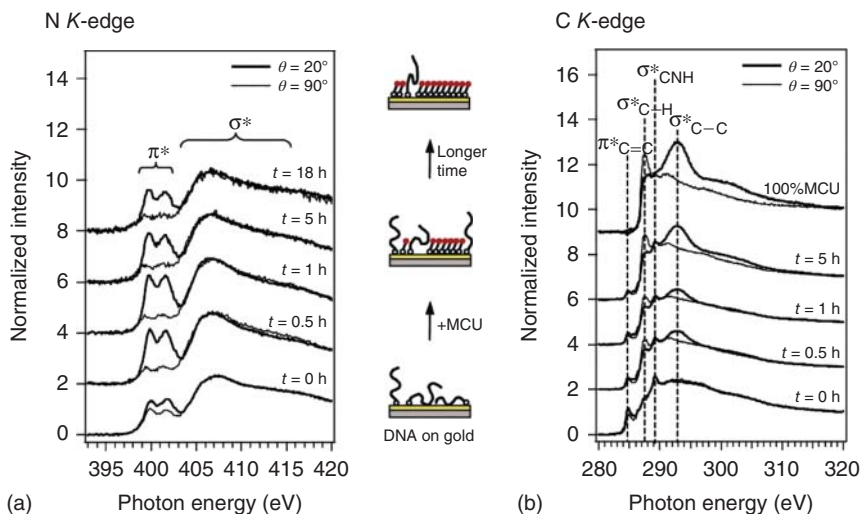 N K-edge
Normalized intensity
14
12
10
8
6
4
2
0
θ = 20°
θ = 90°
π*
σ*
t = 18 h
t = 5 h
t = 1 h
t = 0.5 h
t = 0 h
395 400 405 410 415 420
(a) Photon energy (eV)
Longer
time
+MCU
DNA on gold
C K-edge
Normalized intensity
16
14
12
10
8
6
4
2
0
θ = 20°
θ = 90°
σ*CNH
σ*C–H
σ*C–C
π*C=C
100%MCU
t = 5 h
t = 1 h
t = 0.5 h
t = 0 h
280 290 300 310 320
(b) Photon energy (eV)